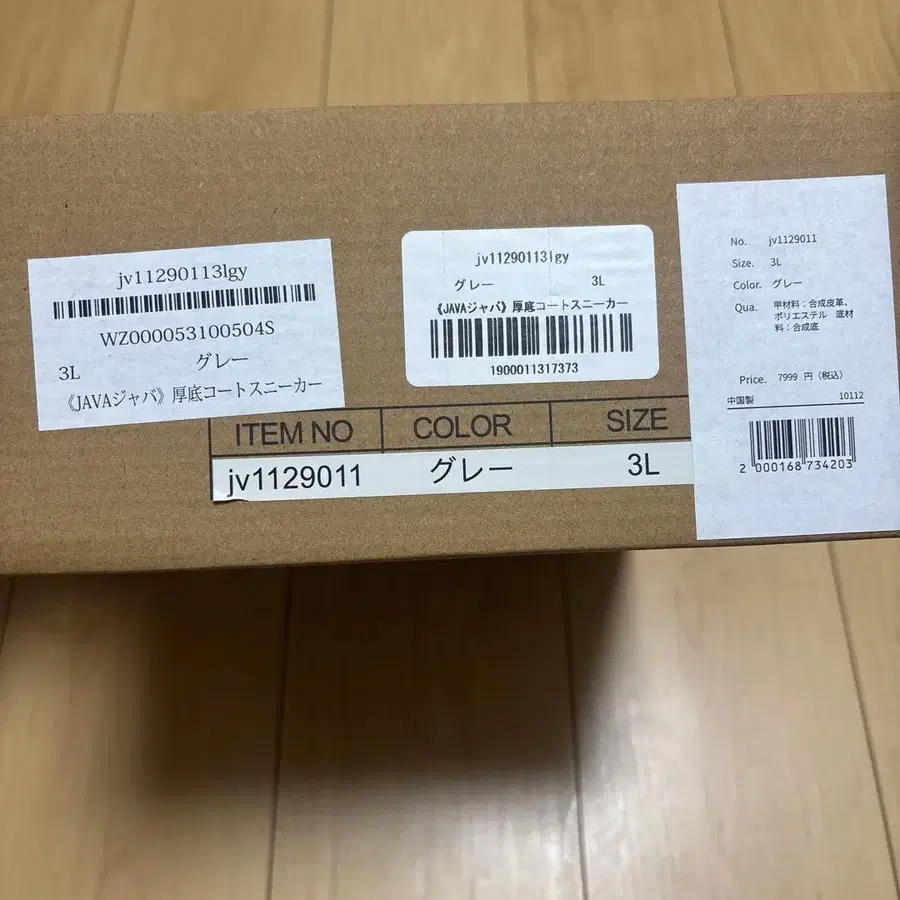 jv11290113lgy
WZ000053100504S
3L グレー
《JAVAジャバ》厚底コートスニーカー
jv11290113lgy
グレー 3L
《JAVAジャバ》厚底コートスニーカー
1900011317373
ITEM NO COLOR SIZE
jv1129011 グレー 3L
No. jv1129011
Size. 3L
Color. グレー
Qua. 甲材料：合成皮革、
ポリエステル 底材
料：合成底
Price. 7999 円（税込）
中国製 10112
2 000168 734203